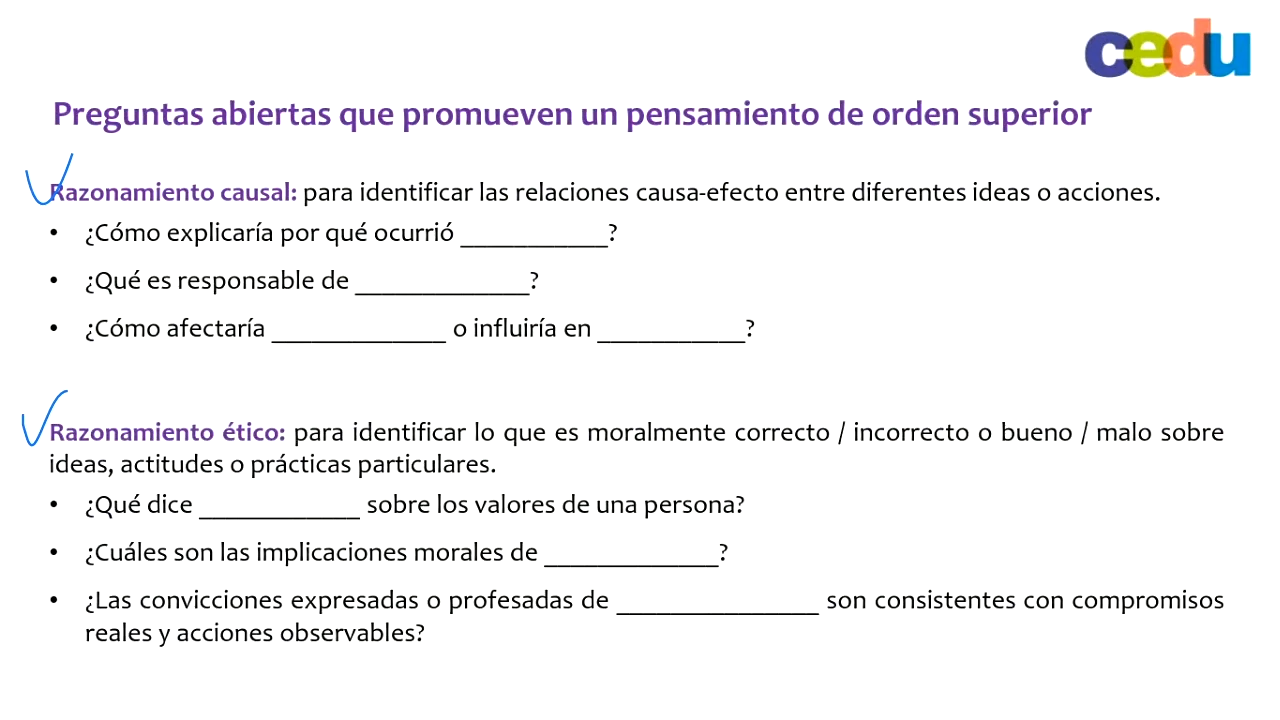 cedu
Preguntas abiertas que promueven un pensamiento de orden superior
Razonamiento causal: para identificar las relaciones causa-efecto entre diferentes ideas o acciones.
• ¿Cómo explicaría por qué ocurrió ___________?
• ¿Qué es responsable de _____________?
• ¿Cómo afectaría _____________ o influiría en ___________?
Razonamiento ético: para identificar lo que es moralmente correcto / incorrecto o bueno / malo sobre
ideas, actitudes o prácticas particulares.
• ¿Qué dice ____________ sobre los valores de una persona?
• ¿Cuáles son las implicaciones morales de _____________?
• ¿Las convicciones expresadas o profesadas de _______________ son consistentes con compromisos
reales y acciones observables?